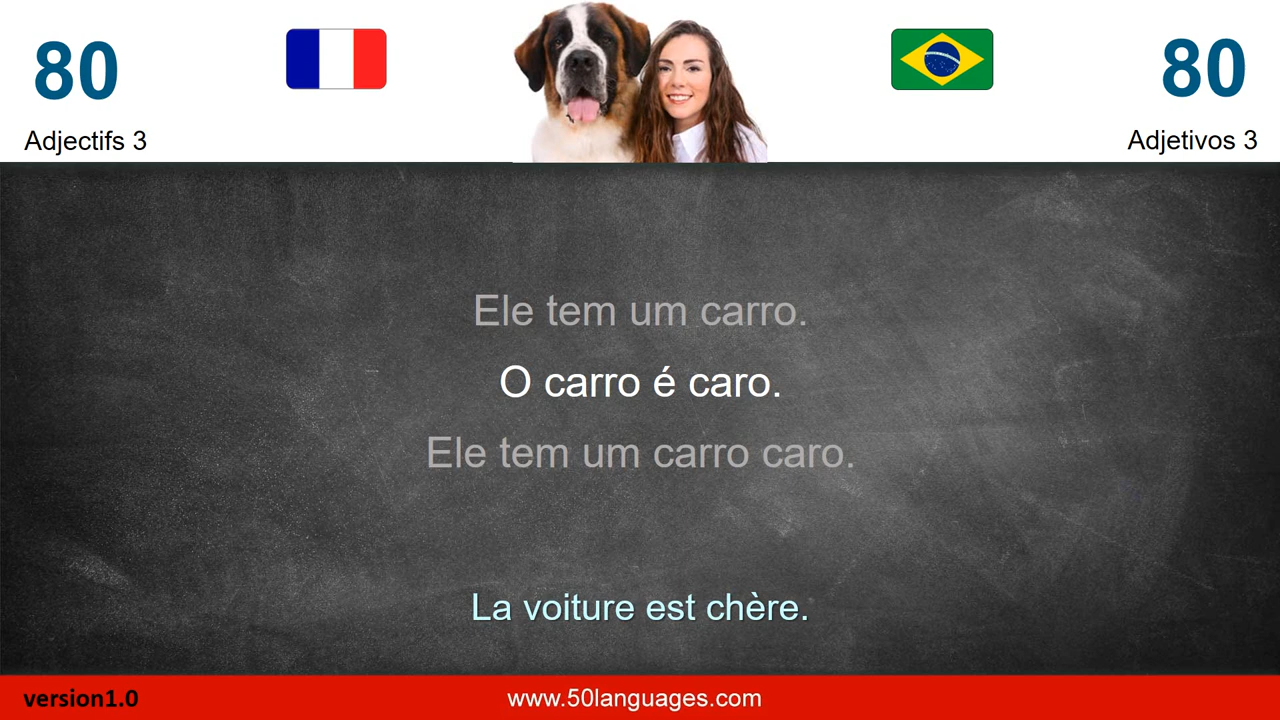 80
80
Adjectifs 3
Adjetivos 3
Ele tem um carro.
O carro é caro.
Ele tem um carro caro.
La voiture est chère.
version1.0
www.50languages.com